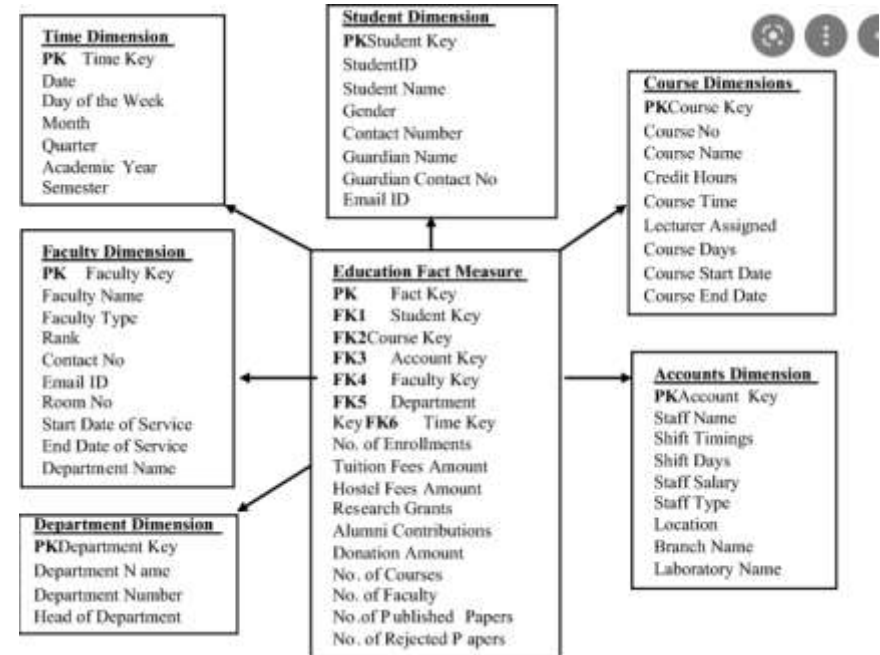 Time Dimension
PK Time Key
Date
Day of the Week
Month
Quarter
Academic Year
Semester
Student Dimension
PKStudent Key
StudentID
Student Name
Gender
Contact Number
Guardian Name
Guardian Contact No
Email ID
Course Dimensions
PKCourse Key
Course No
Course Name
Credit Hours
Course Time
Lecturer Assigned
Course Days
Course Start Date
Course End Date
Faculty Dimension
PK Faculty Key
Faculty Name
Faculty Type
Rank
Contact No
Email ID
Room No
Start Date of Service
End Date of Service
Department Name
Education Fact Measure
PK Fact Key
FK1 Student Key
FK2Course Key
FK3 Account Key
FK4 Faculty Key
FK5 Department
Key FK6 Time Key
No. of Enrollments
Tuition Fees Amount
Hostel Fees Amount
Research Grants
Alumni Contributions
Donation Amount
No. of Courses
No. of Faculty
No.of Published Papers
No. of Rejected P apers
Accounts Dimension
PKAccount Key
Staff Name
Shift Timings
Shift Days
Staff Salary
Staff Type
Location
Branch Name
Laboratory Name
Department Dimension
PKDepartment Key
Department N ame
Department Number
Head of Department